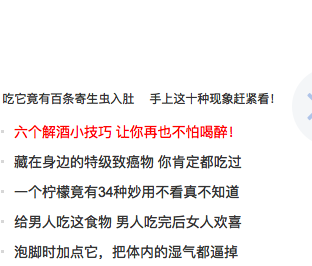 吃它竟有百条寄生虫入肚 手上这十种现象赶紧看！
六个解酒小技巧 让你再也不怕喝醉！
藏在身边的特级致癌物 你肯定都吃过
一个柠檬竟有34种妙用不看真不知道
给男人吃这食物 男人吃完后女人欢喜
泡脚时加点它，把体内的湿气都逼掉